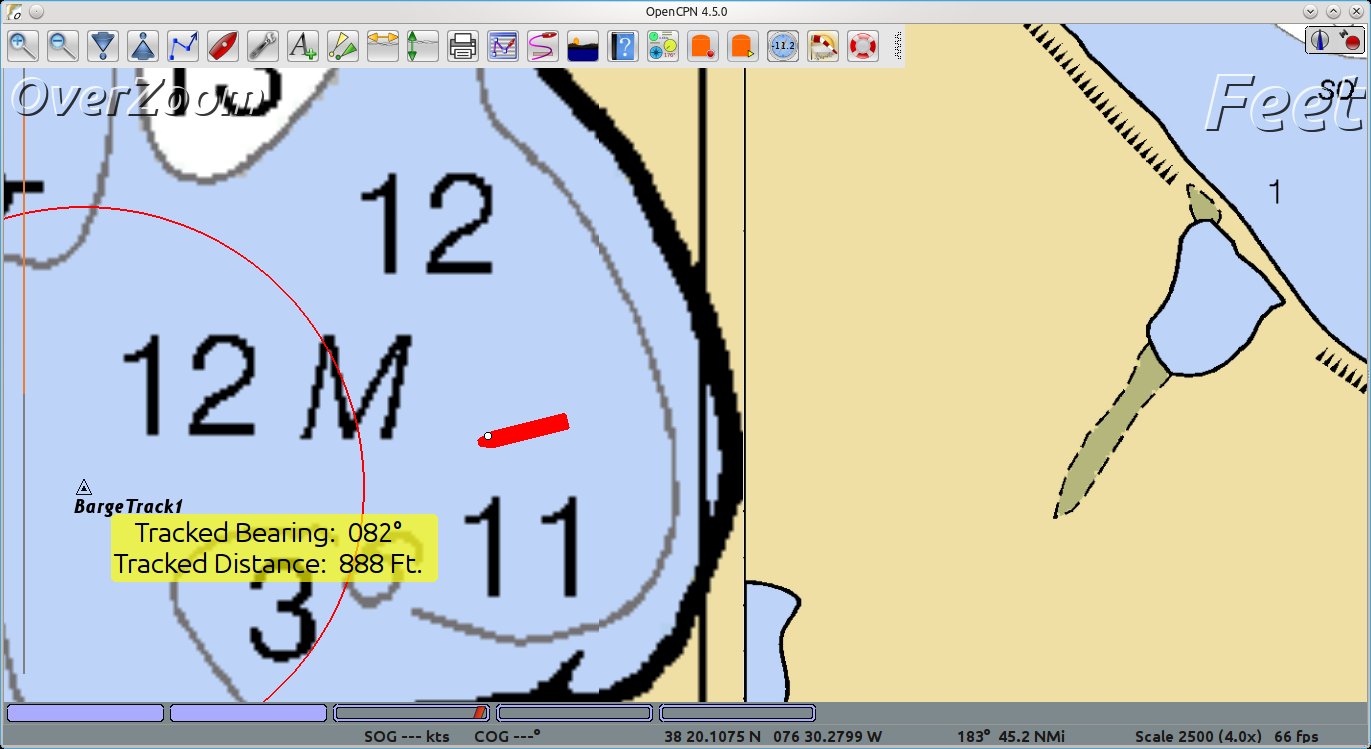 OpenCPN 4.5.0
-11.2
OverZoom
13
Feet
SD
1
12
12 M
BargeTrack1
Tracked Bearing: 082°
Tracked Distance: 888 Ft.
11
3
SOG --- kts COG ---° 38 20.1075 N 076 30.2799 W 183° 45.2 NMi Scale 2500 (4.0x) 66 fps